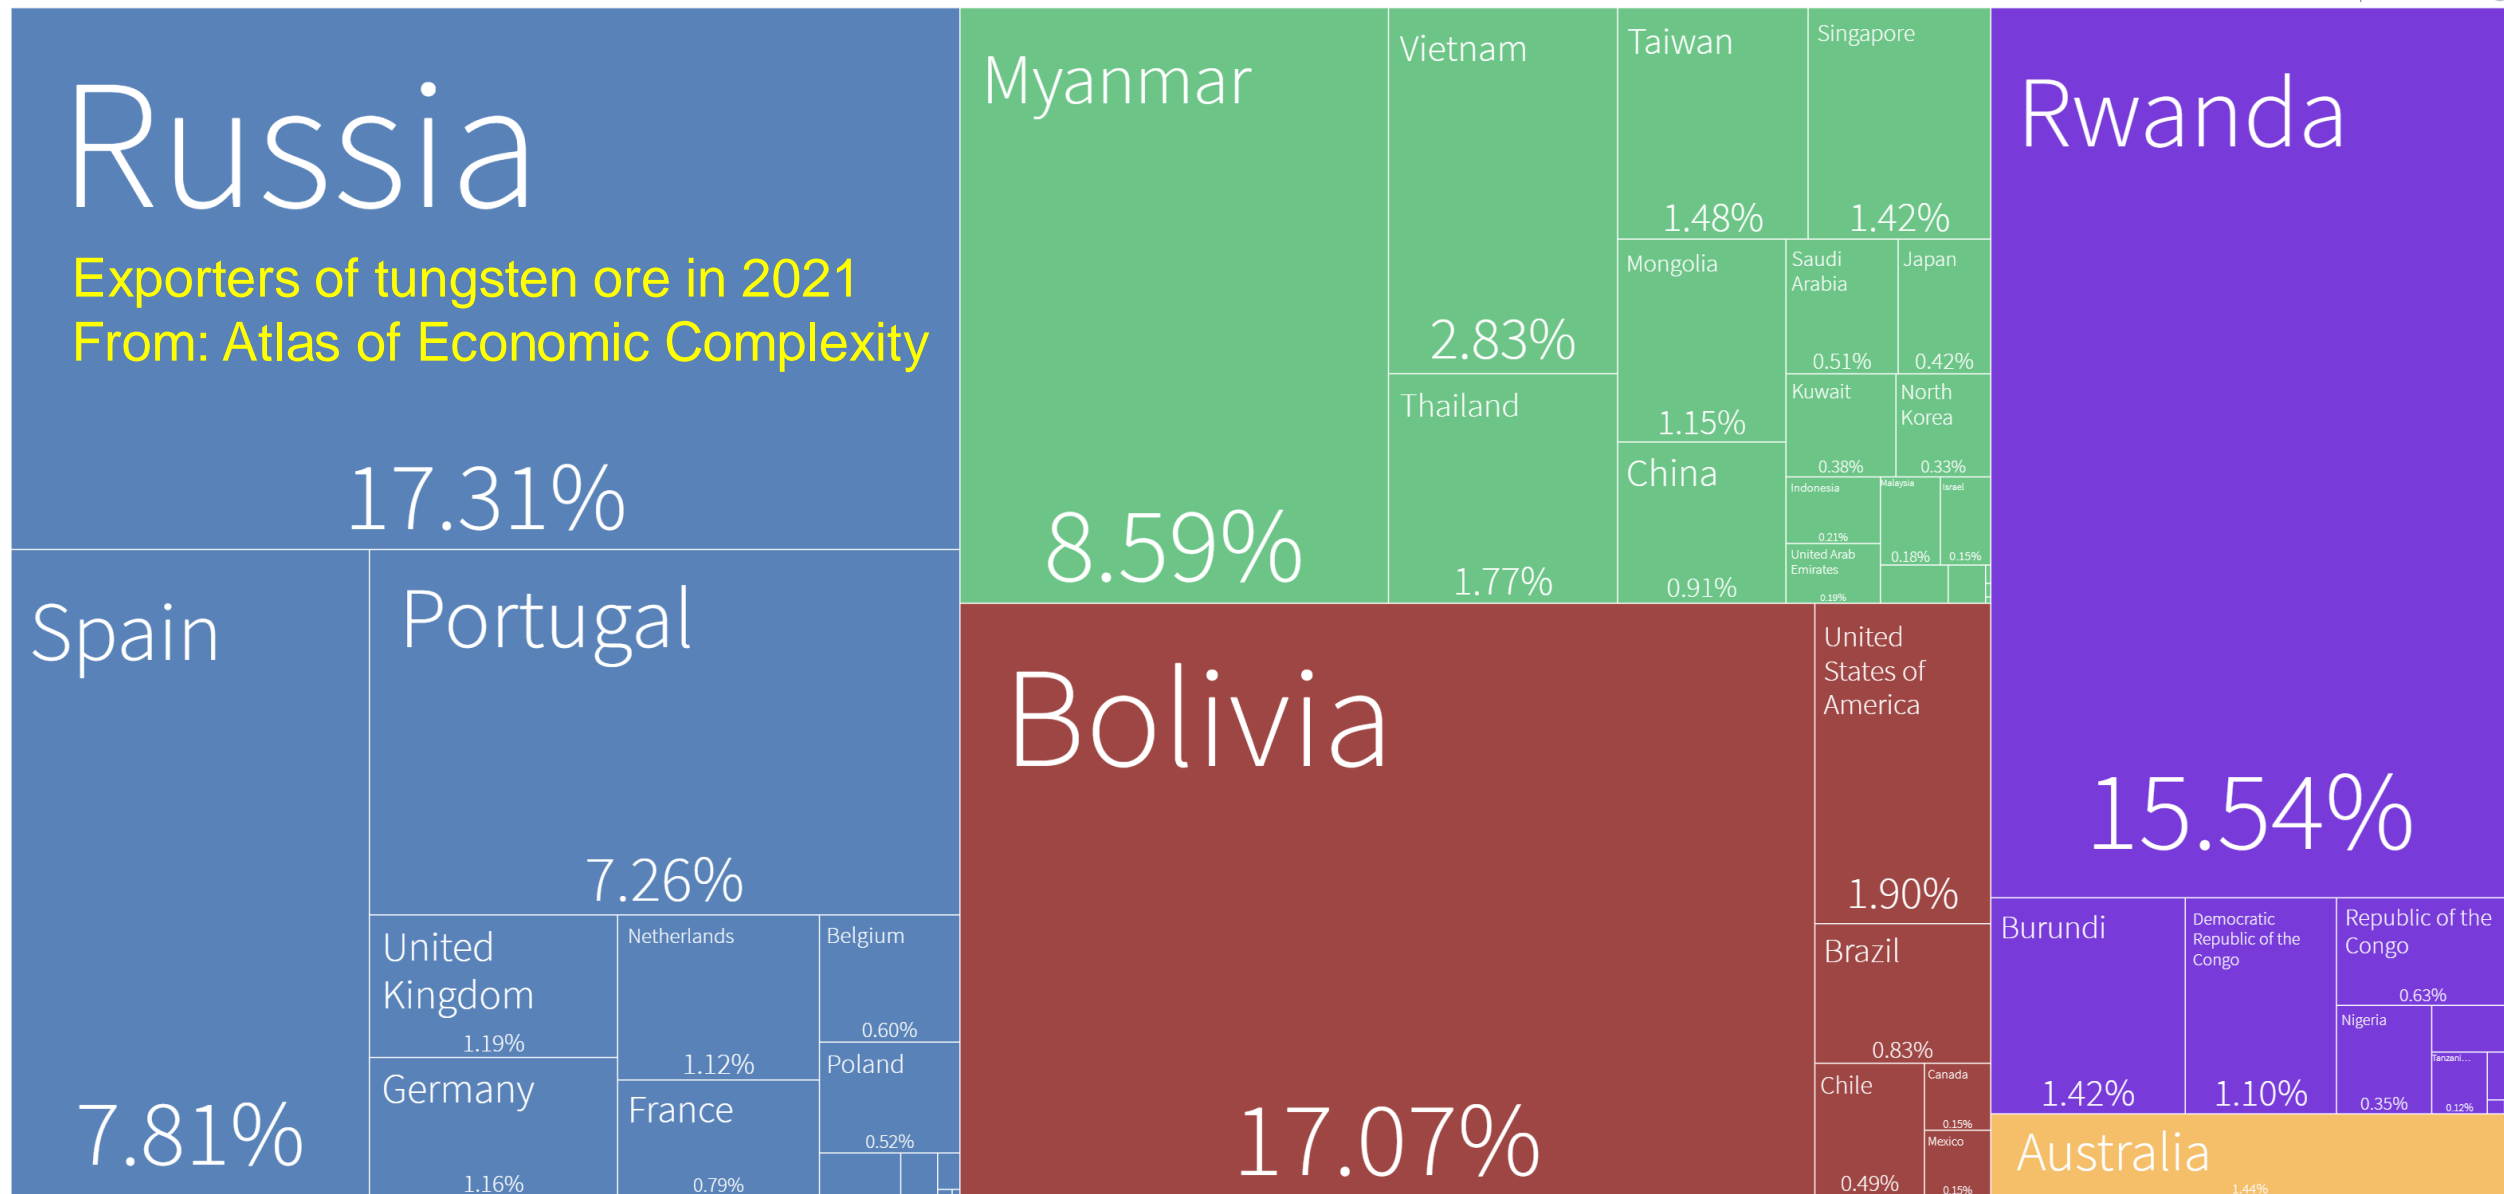 Russia
Exporters of tungsten ore in 2021
From: Atlas of Economic Complexity
17.31%
Spain
7.81%
Portugal
7.26%
United
Kingdom
1.19%
Germany
1.16%
Netherlands
1.12%
France
0.79%
Belgium
0.60%
Poland
0.52%
Myanmar
8.59%
Vietnam
2.83%
Thailand
1.77%
Taiwan
1.48%
Singapore
1.42%
Mongolia
1.15%
China
0.91%
Saudi
Arabia
0.51%
Japan
0.42%
Kuwait
0.38%
North
Korea
0.33%
Indonesia
0.21%
United Arab
Emirates
0.19%
Malaysia
0.18%
Israel
0.15%
Bolivia
17.07%
United
States of
America
1.90%
Brazil
0.83%
Chile
0.49%
Canada
0.15%
Mexico
0.15%
Rwanda
15.54%
Burundi
1.42%
Democratic
Republic of the
Congo
1.10%
Republic of the
Congo
0.63%
Nigeria
0.35%
Tanzani...
0.12%
Australia
1.44%